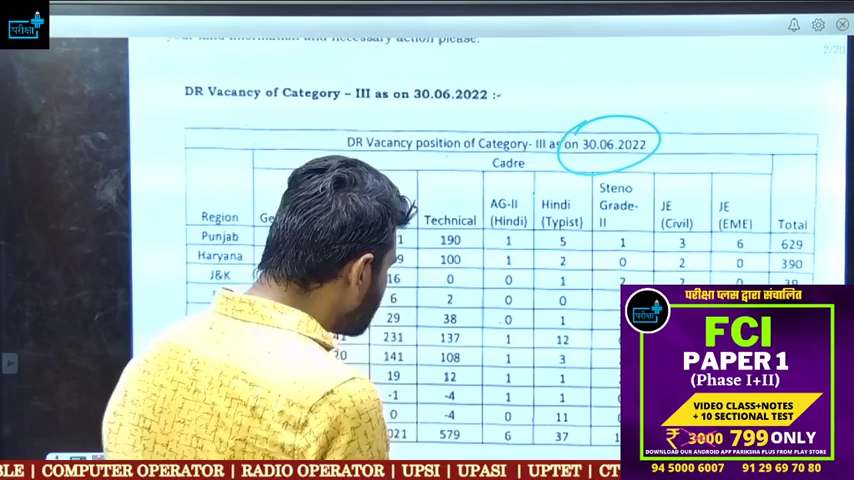 परीक्षा
2/20
your kind information and necessary action please.
DR Vacancy of Category – III as on 30.06.2022 :-
DR Vacancy position of Category- III as on 30.06.2022
Cadre
Region Technical AG-II (Hindi) Hindi (Typist) Steno Grade-II JE (Civil) JE (EME) Total
Punjab 190 1 5 1 3 6 629
Haryana 100 1 2 0 2 0 390
J&K 16 0 0 1 2
6 2 0 0
29 38 0 1
231 137 1 12
141 108 1 3
19 12 1 1
-1 -4 1 1
0 -4 0 11
021 579 6 37
परीक्षा प्लस द्वारा संचालित
परीक्षा
FCI
PAPER 1
(Phase I+II)
VIDEO CLASS+NOTES
+ 10 SECTIONAL TEST
₹ 3000 799 ONLY
DOWNLOAD OUR ANDROID APP PARIKSHA PLUS FROM PLAY STORE
94 5000 6007 91 29 69 70 80
BLE | COMPUTER OPERATOR | RADIO OPERATOR | UPSI | UPASI | UPTET | CT